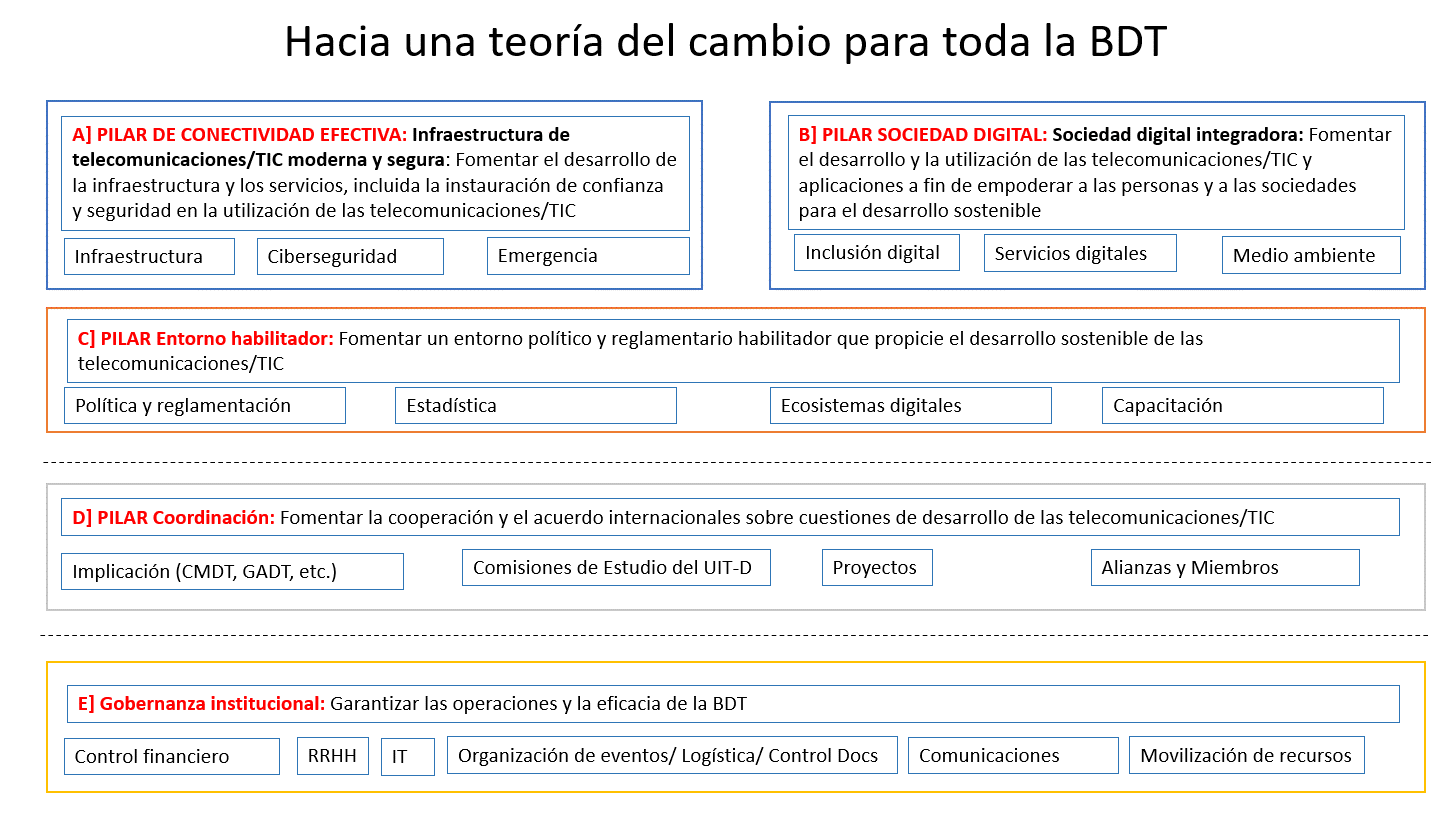 Hacia una teoría del cambio para toda la BDT
A] PILAR DE CONECTIVIDAD EFECTIVA: Infraestructura de
telecomunicaciones/TIC moderna y segura: Fomentar el desarrollo de
la infraestructura y los servicios, incluida la instauración de confianza
y seguridad en la utilización de las telecomunicaciones/TIC
Infraestructura
Ciberseguridad
Emergencia
B] PILAR SOCIEDAD DIGITAL: Sociedad digital integradora: Fomentar
el desarrollo y la utilización de las telecomunicaciones/TIC y
aplicaciones a fin de empoderar a las personas y a las sociedades
para el desarrollo sostenible
Inclusión digital
Servicios digitales
Medio ambiente
C] PILAR Entorno habilitador: Fomentar un entorno político y reglamentario habilitador que propicie el desarrollo sostenible de las
telecomunicaciones/TIC
Política y reglamentación
Estadística
Ecosistemas digitales
Capacitación
D] PILAR Coordinación: Fomentar la cooperación y el acuerdo internacionales sobre cuestiones de desarrollo de las telecomunicaciones/TIC
Implicación (CMDT, GADT, etc.)
Comisiones de Estudio del UIT-D
Proyectos
Alianzas y Miembros
E] Gobernanza institucional: Garantizar las operaciones y la eficacia de la BDT
Control financiero
RRHH
IT
Organización de eventos/ Logística/ Control Docs
Comunicaciones
Movilización de recursos